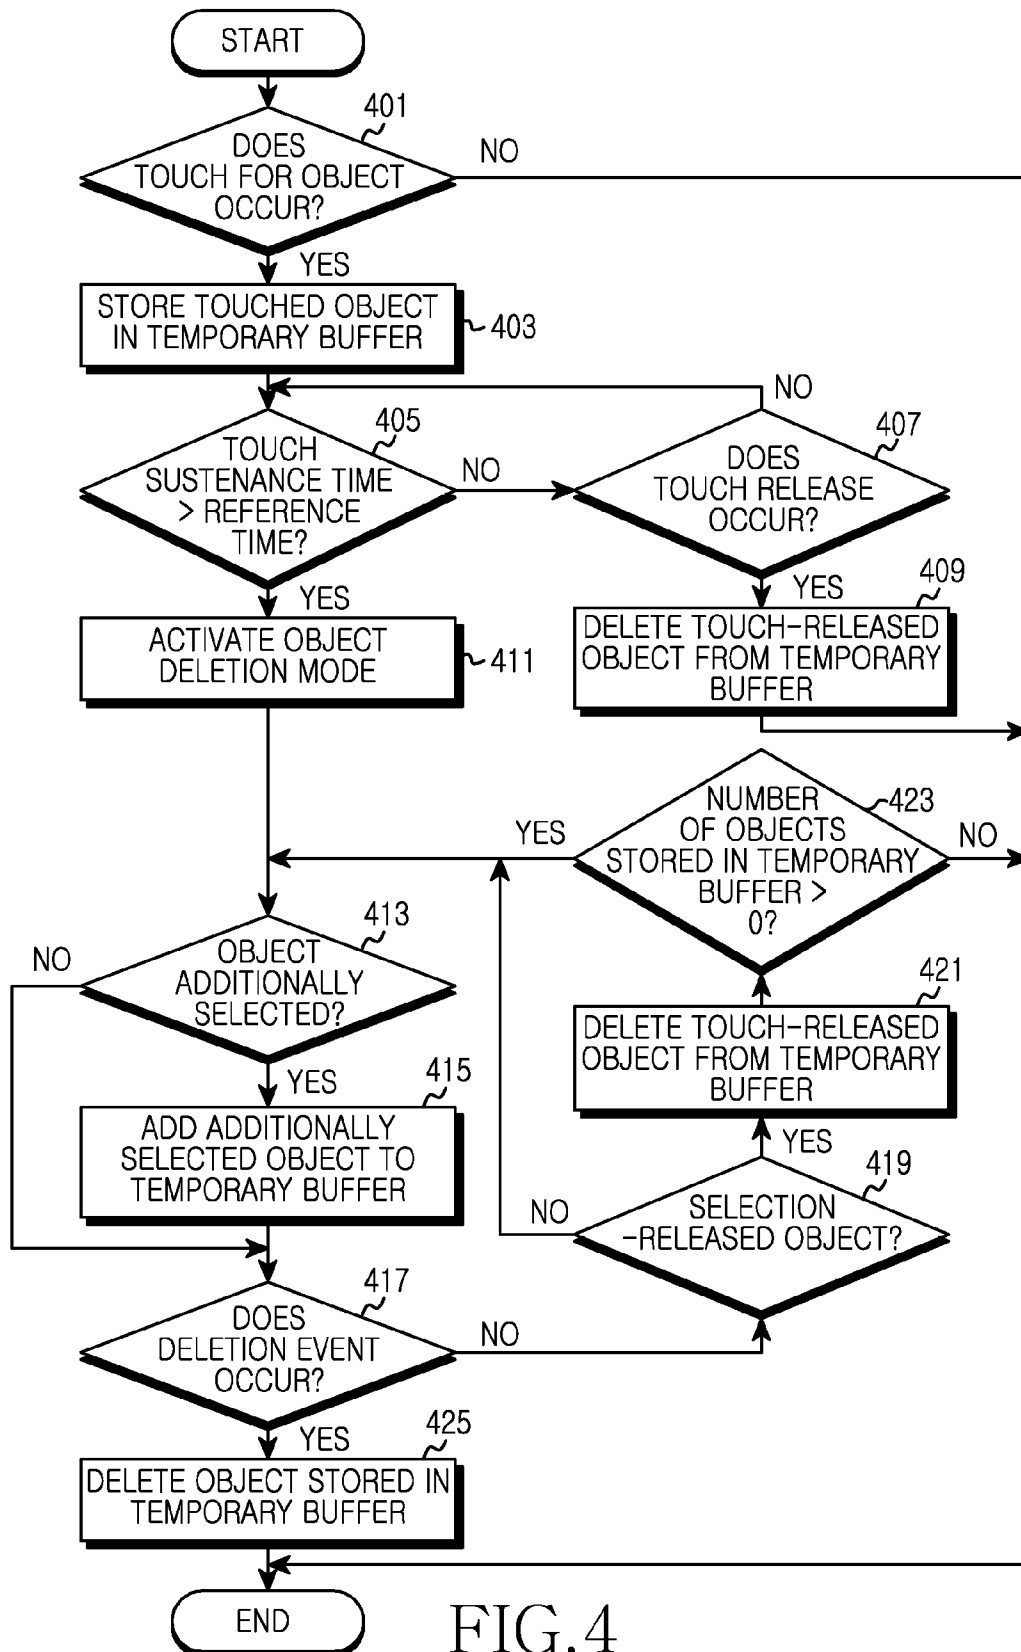 START
401
DOES
TOUCH FOR OBJECT
OCCUR?
NO
YES
STORE TOUCHED OBJECT
IN TEMPORARY BUFFER
403
NO
405
TOUCH
SUSTENANCE TIME
> REFERENCE
TIME?
NO
407
DOES
TOUCH RELEASE
OCCUR?
YES
YES
409
ACTIVATE OBJECT
DELETION MODE
411
DELETE TOUCH-RELEASED
OBJECT FROM TEMPORARY
BUFFER
423
NUMBER
OF OBJECTS
STORED IN TEMPORARY
BUFFER >
0?
YES
NO
413
OBJECT
ADDITIONALLY
SELECTED?
NO
YES
421
DELETE TOUCH-RELEASED
OBJECT FROM TEMPORARY
BUFFER
415
ADD ADDITIONALLY
SELECTED OBJECT TO
TEMPORARY BUFFER
YES
419
SELECTION
-RELEASED OBJECT?
NO
417
DOES
DELETION EVENT
OCCUR?
NO
YES
425
DELETE OBJECT STORED IN
TEMPORARY BUFFER
END
FIG.4